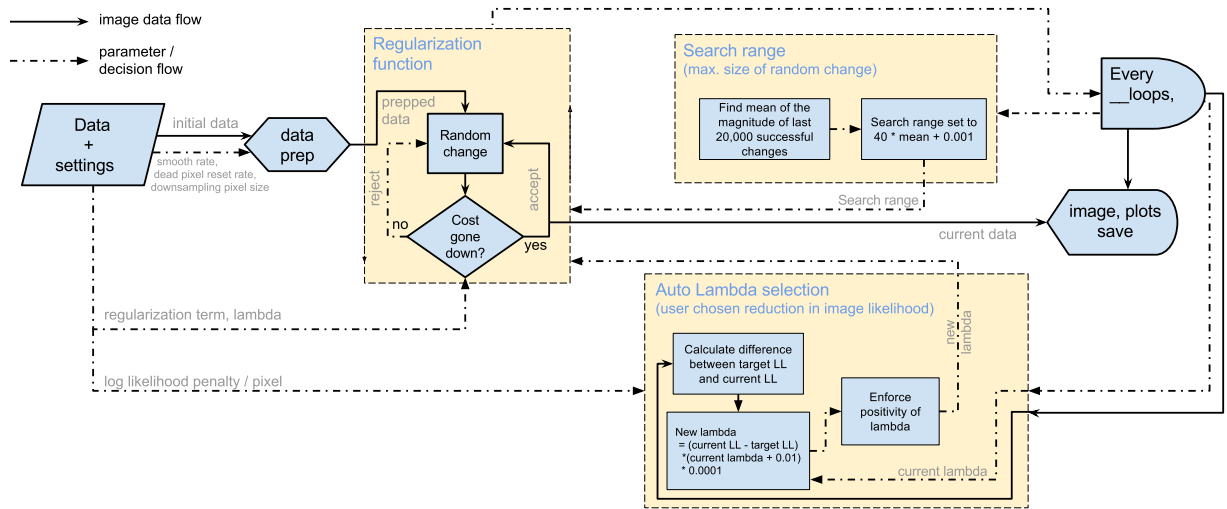 image data flow
parameter /
decision flow
Data
+
settings
initial data
smooth rate,
dead pixel reset rate,
downsampling pixel size
data
prep
Regularization
function
prepped
data
Random
change
reject
accept
no
Cost
gone
down?
yes
Search range
(max. size of random change)
Find mean of the
magnitude of last
20,000 successful
changes
Search range set to
40 * mean + 0.001
Search range
Every
__loops,
image, plots
save
current data
regularization term, lambda
log likelihood penalty / pixel
Auto Lambda selection
(user chosen reduction in image likelihood)
new
lambda
Calculate difference
between target LL
and current LL
New lambda
= (current LL - target LL)
*(current lambda + 0.01)
* 0.0001
Enforce
positivity of
lambda
current lambda